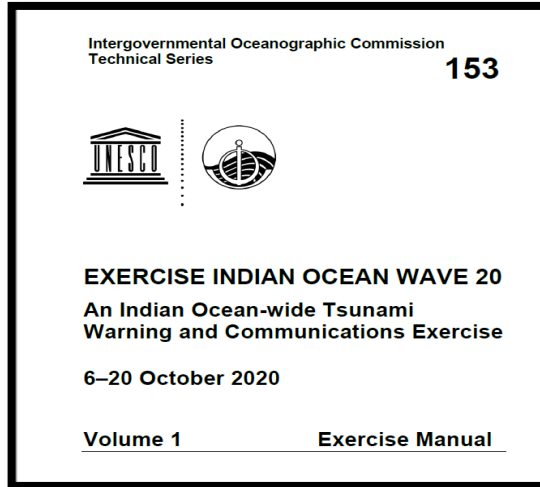 Intergovernmental Oceanographic Commission
Technical Series
153
UNESCO
EXERCISE INDIAN OCEAN WAVE 20
An Indian Ocean-wide Tsunami
Warning and Communications Exercise
6–20 October 2020
Volume 1 Exercise Manual